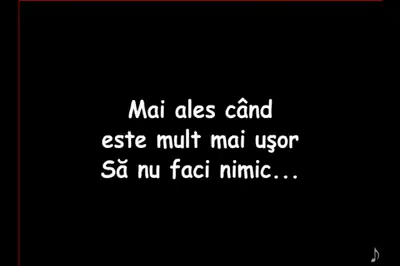 Mai ales când
este mult mai uşor
Să nu faci nimic...